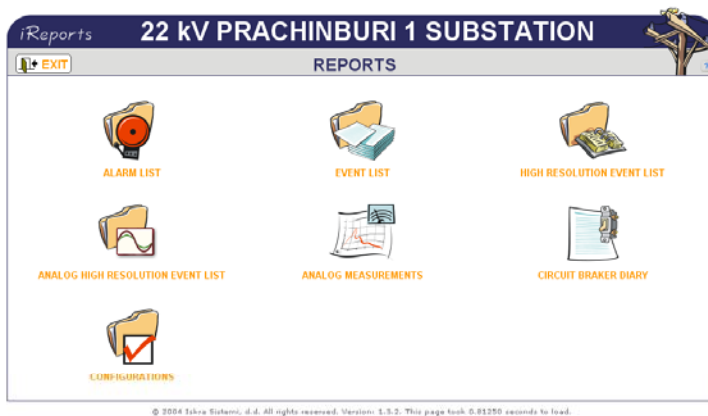 iReports 22 kV PRACHINBURI 1 SUBSTATION
EXIT REPORTS
ALARM LIST EVENT LIST HIGH RESOLUTION EVENT LIST
ANALOG HIGH RESOLUTION EVENT LIST ANALOG MEASUREMENTS CIRCUIT BRAKER DIARY
CONFIGURATIONS
© 2004 Iskra Sistemi, d.d. All rights reserved. Version: 1.3.2. This page took 0.81250 seconds to load.